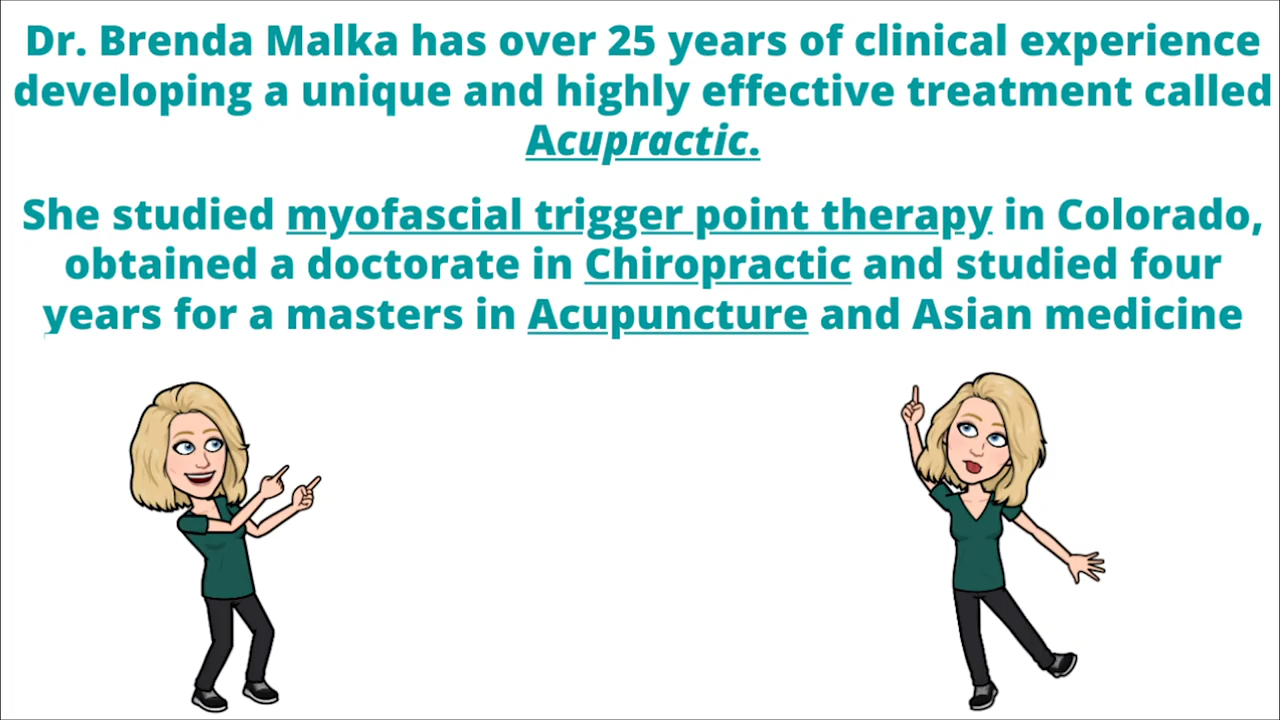 Dr. Brenda Malka has over 25 years of clinical experience
developing a unique and highly effective treatment called
Acupractic.
She studied myofascial trigger point therapy in Colorado,
obtained a doctorate in Chiropractic and studied four
years for a masters in Acupuncture and Asian medicine